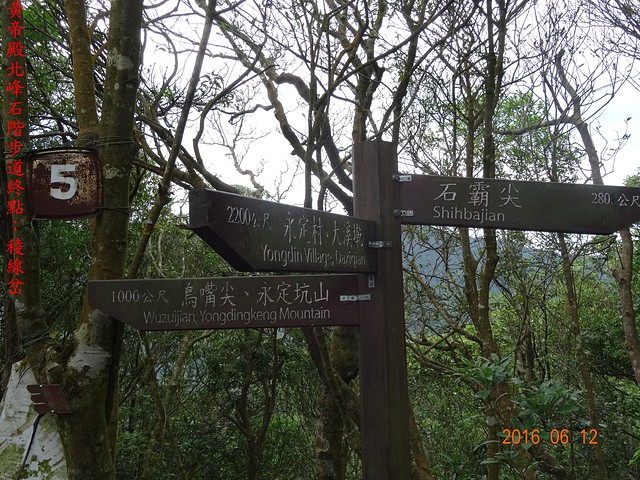 黃帝殿北峰石階步道終點．稜線岔
5
石霸尖 280公尺
Shihbajian
2200公尺 永定村、大溪墘
Yongdin Village, Daxiqian
1000公尺 烏嘴尖、永定坑山
Wuzuijian, Yongdingkeng Mountain
2016 06 12